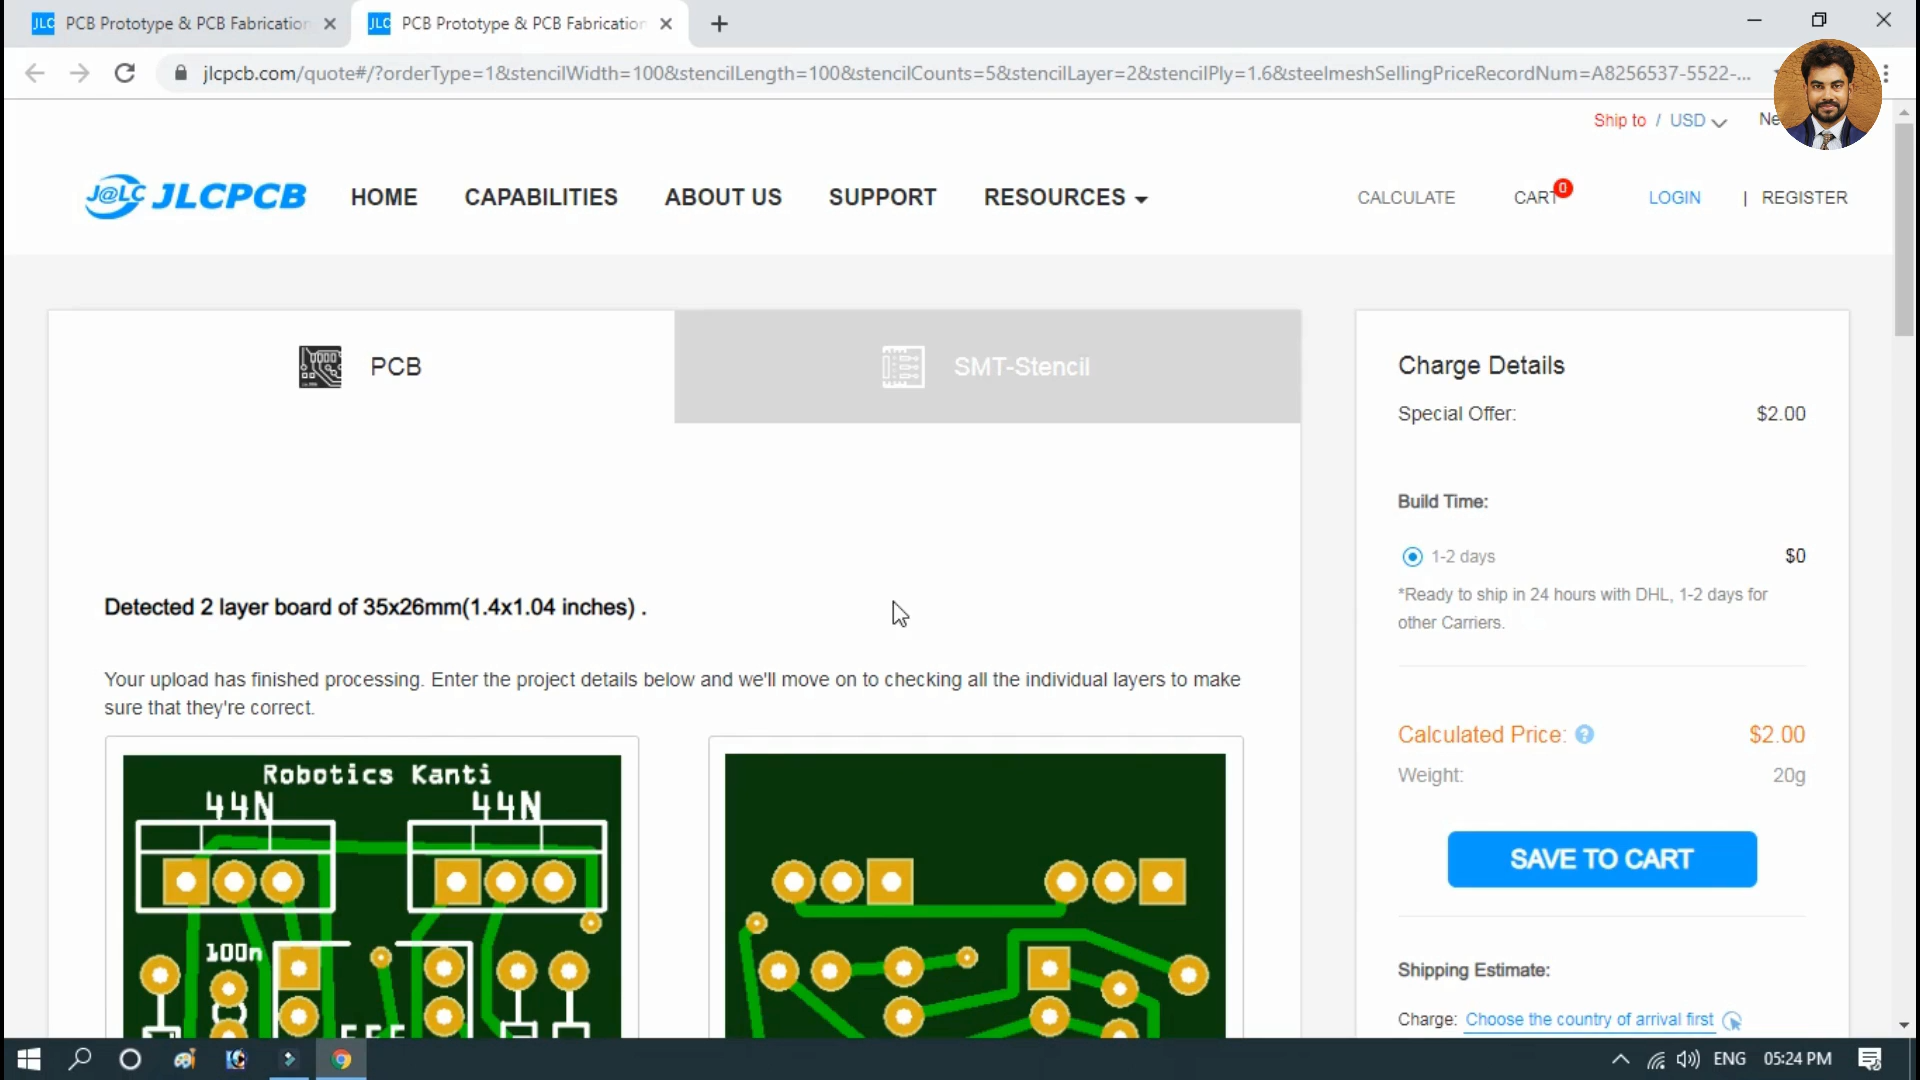 JLC PCB Prototype & PCB Fabrication
JLC PCB Prototype & PCB Fabrication
jlcpcb.com/quote#/?orderType=1&stencilWidth=100&stencilLength=100&stencilCounts=5&stencilLayer=2&stencilPly=1.6&steelmeshSellingPriceRecordNum=A8256537-5522-...
Ship to / USD
J@LC JLCPCB
HOME
CAPABILITIES
ABOUT US
SUPPORT
RESOURCES
CALCULATE
CART 0
LOGIN | REGISTER
PCB
SMT-Stencil
Detected 2 layer board of 35x26mm(1.4x1.04 inches) .
Your upload has finished processing. Enter the project details below and we'll move on to checking all the individual layers to make
sure that they're correct.
Robotics Kanti
44N
44N
100n
Charge Details
Special Offer: $2.00
Build Time:
1-2 days $0
*Ready to ship in 24 hours with DHL, 1-2 days for
other Carriers.
Calculated Price: ? $2.00
Weight: 20g
SAVE TO CART
Shipping Estimate:
Charge: Choose the country of arrival first
ENG 05:24 PM